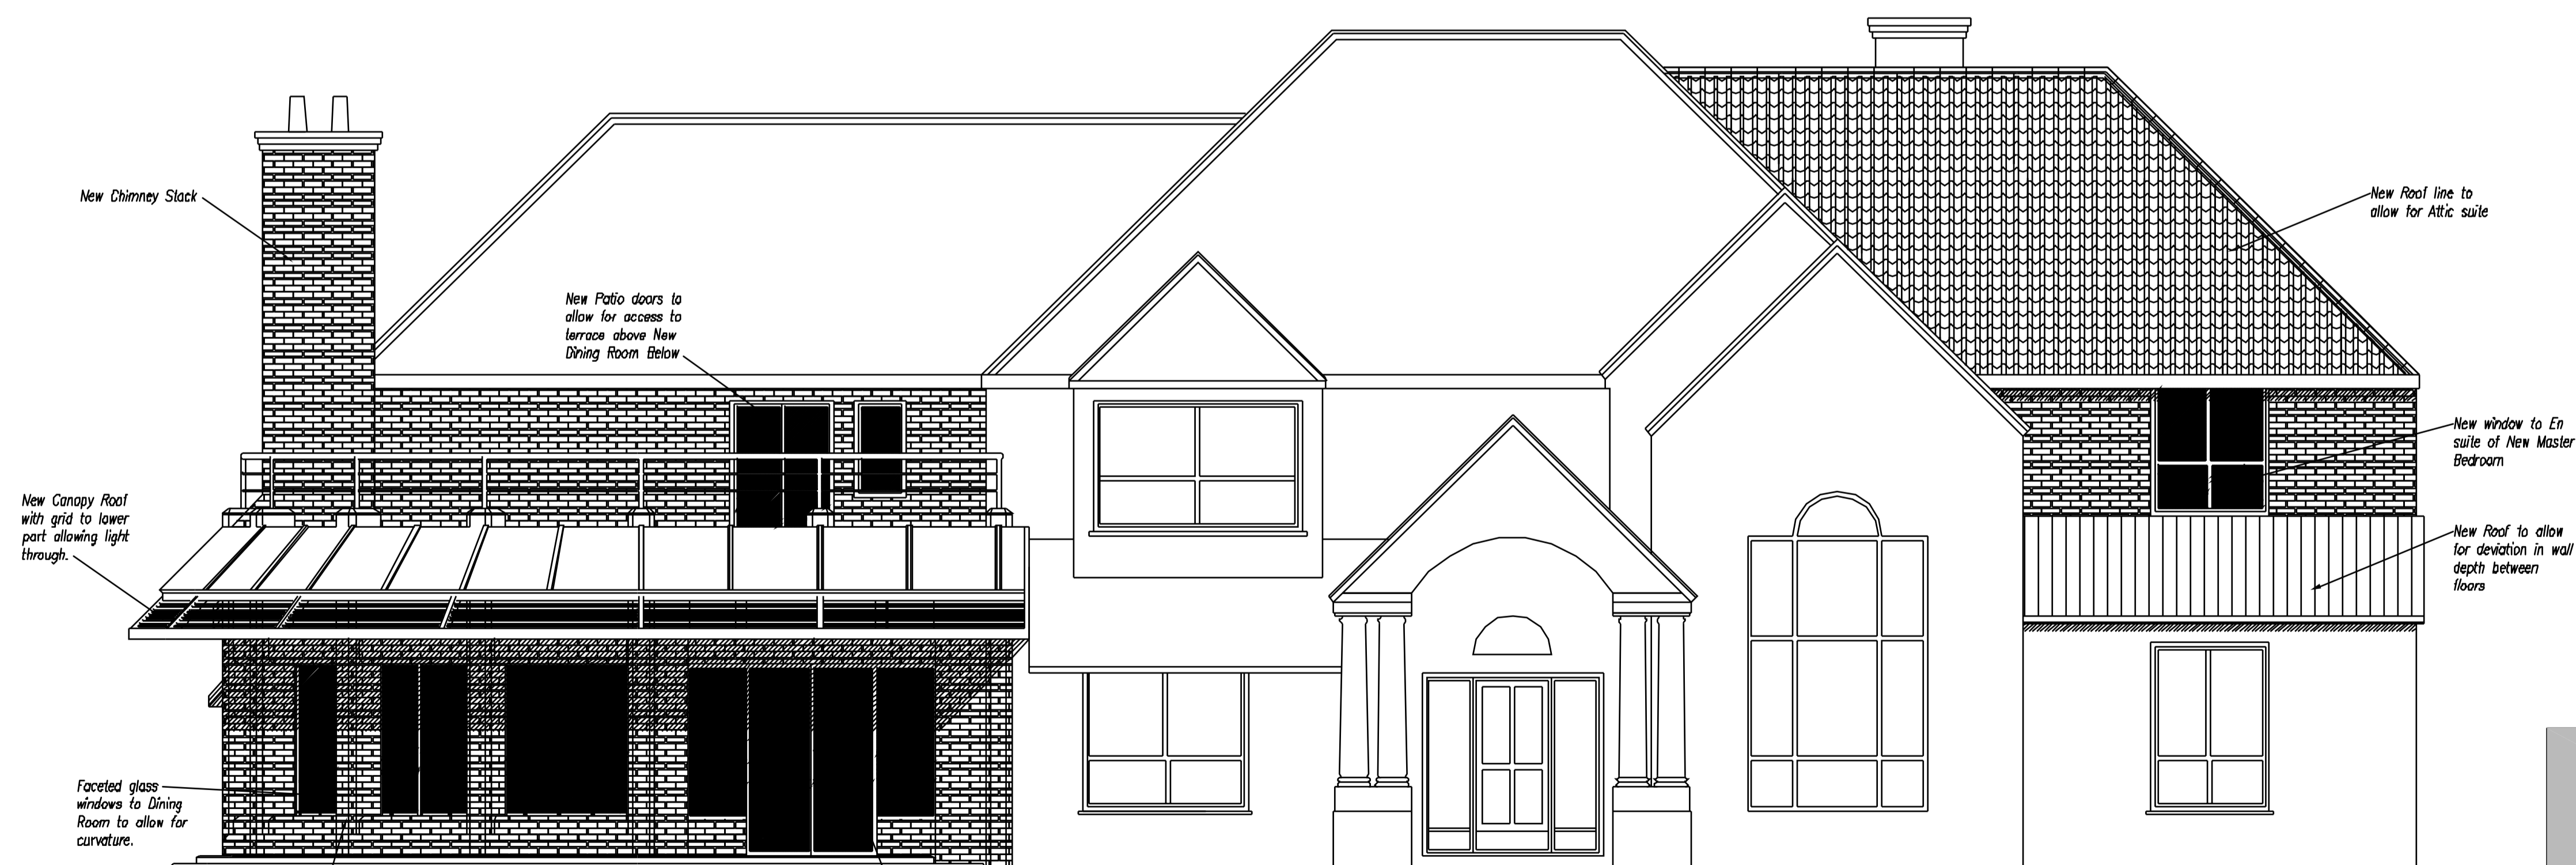 New Chimney Stack
New Patio doors to
allow for access to
terrace above New
Dining Room Below
New Canopy Roof
with grid to lower
part allowing light
through.
Faceted glass
windows to Dining
Room to allow for
curvature.
New Roof line to
allow for Attic suite
New window to En
suite of New Master
Bedroom
New Roof to allow
for deviation in wall
depth between
floors